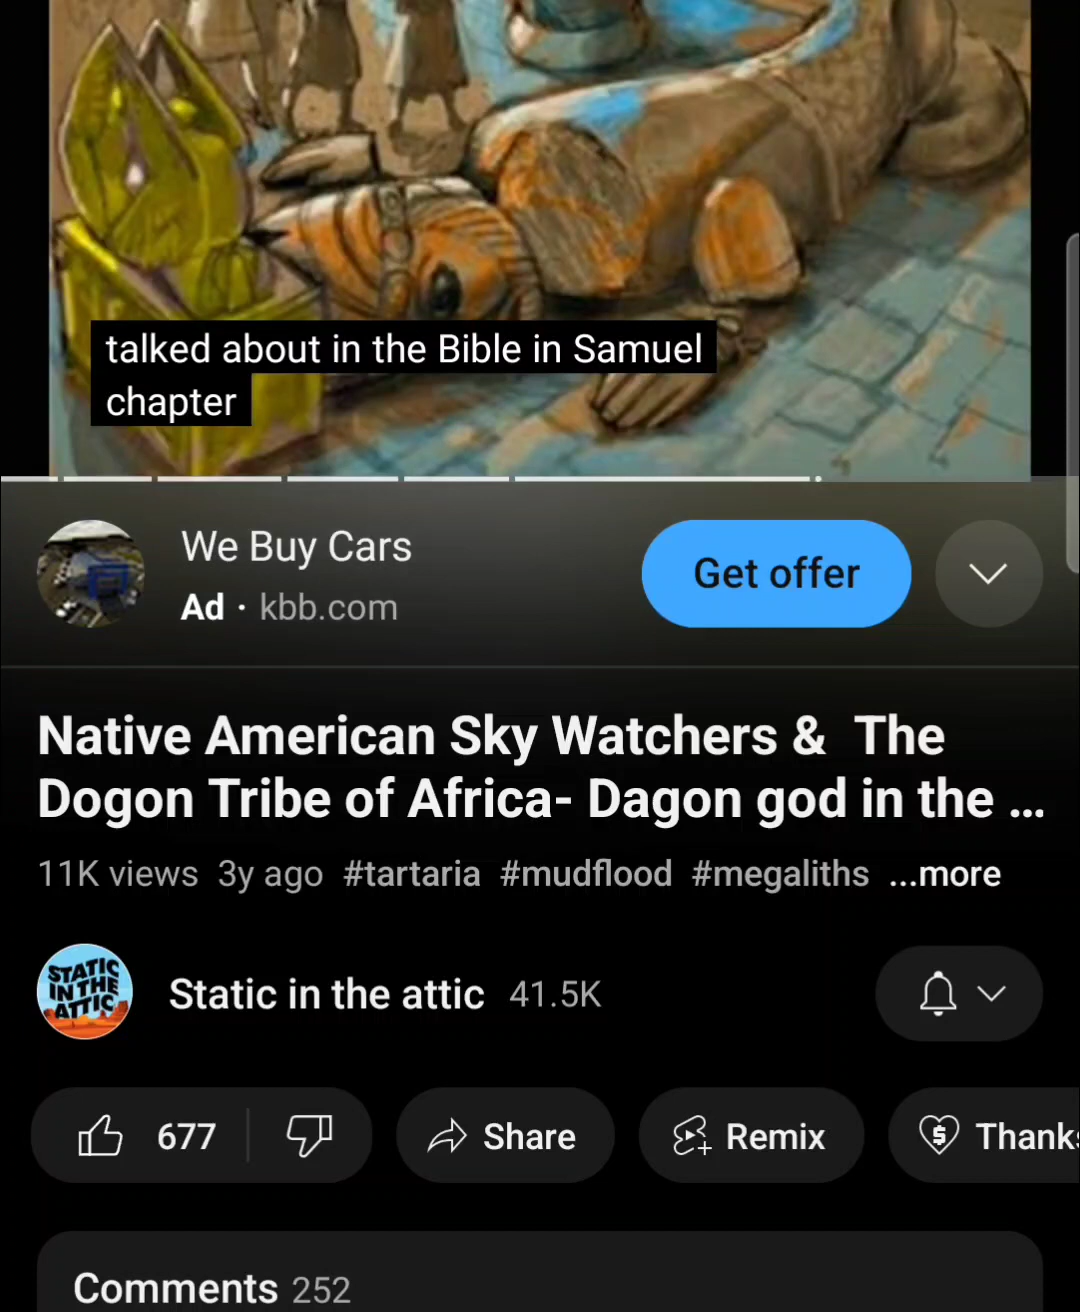 talked about in the Bible in Samuel
chapter
We Buy Cars
Ad · kbb.com
Get offer
Native American Sky Watchers & The
Dogon Tribe of Africa- Dagon god in the ...
11K views 3y ago #tartaria #mudflood #megaliths ...more
STATIC
IN THE
ATTIC
Static in the attic 41.5K
677
Share
Remix
Thanks
Comments 252